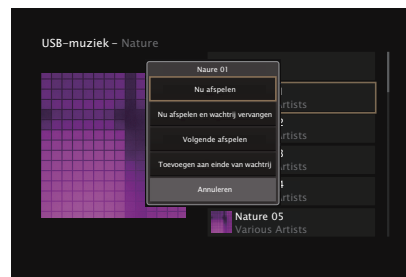 USB-muziek – Nature
Naure 01
Nu afspelen
Nu afspelen en wachtrij vervangen
Volgende afspelen
Toevoegen aan einde van wachtrij
Annuleren
Nature 05
Various Artists